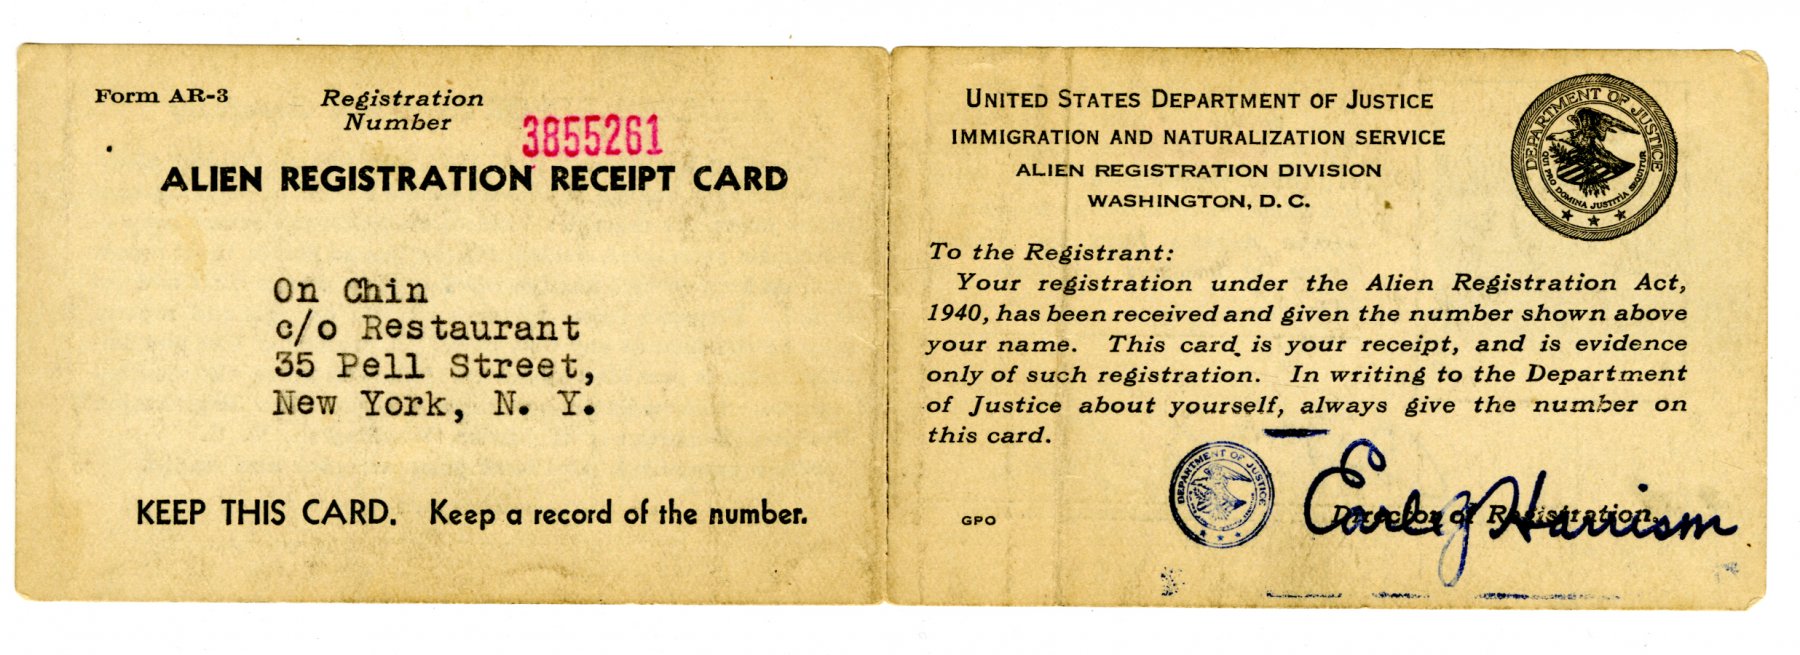 Form AR-3
Registration
Number
3855261
ALIEN REGISTRATION RECEIPT CARD
On Chin
c/o Restaurant
35 Pell Street,
New York, N. Y.
KEEP THIS CARD. Keep a record of the number.
UNITED STATES DEPARTMENT OF JUSTICE
IMMIGRATION AND NATURALIZATION SERVICE
ALIEN REGISTRATION DIVISION
WASHINGTON, D. C.
DEPARTMENT OF JUSTICE
QUI PRO DOMINA JUSTITIA SEQUITUR
To the Registrant:
Your registration under the Alien Registration Act,
1940, has been received and given the number shown above
your name. This card is your receipt, and is evidence
only of such registration. In writing to the Department
of Justice about yourself, always give the number on
this card.
DEPARTMENT OF JUSTICE
GPO
Earl G Harrison
Director of Registration.